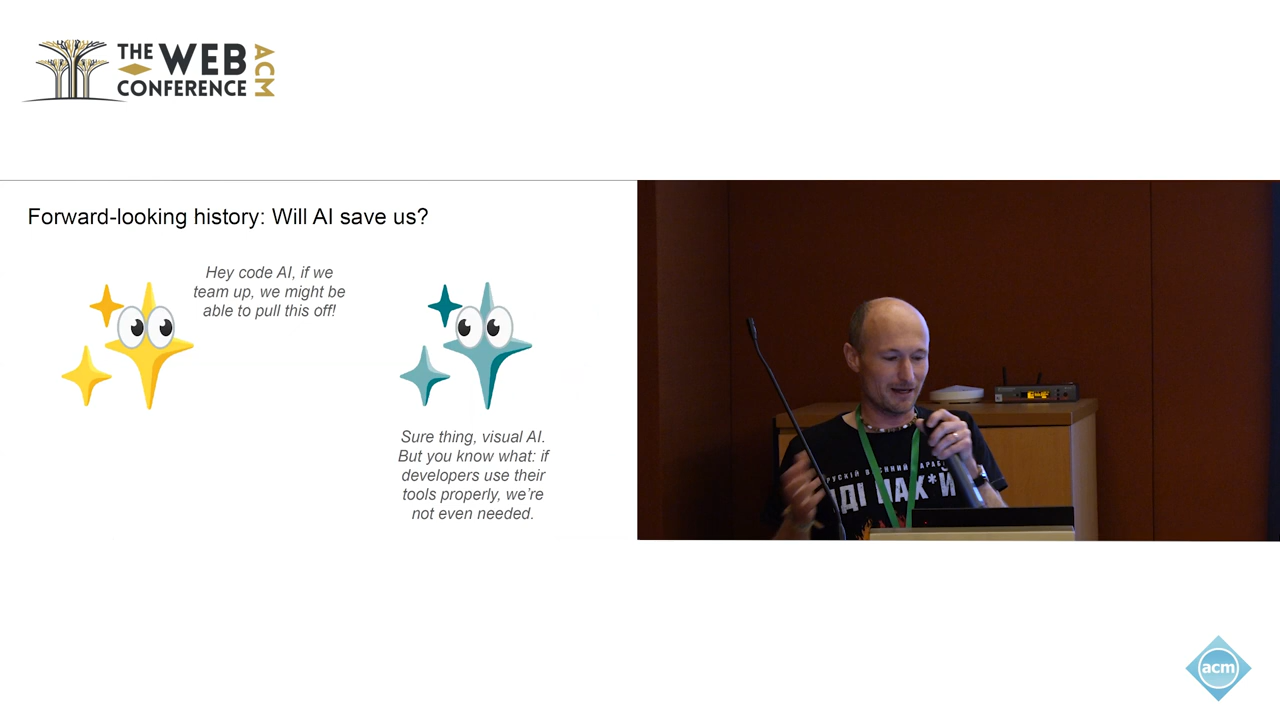 THE WEB
CONFERENCE
ACM
Forward-looking history: Will AI save us?
Hey code AI, if we
team up, we might be
able to pull this off!
Sure thing, visual AI.
But you know what: if
developers use their
tools properly, we're
not even needed.
ВОЄННИЙ
acm